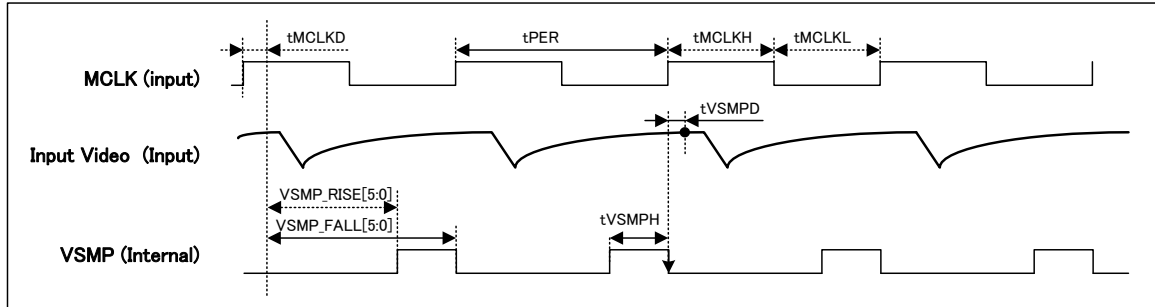 tMCLKD
tPER
tMCLKH
tMCLKL
MCLK (input)
tVSMPD
Input Video (Input)
VSMP_RISE[5:0]
VSMP_FALL[5:0]
tVSMPH
VSMP (Internal)